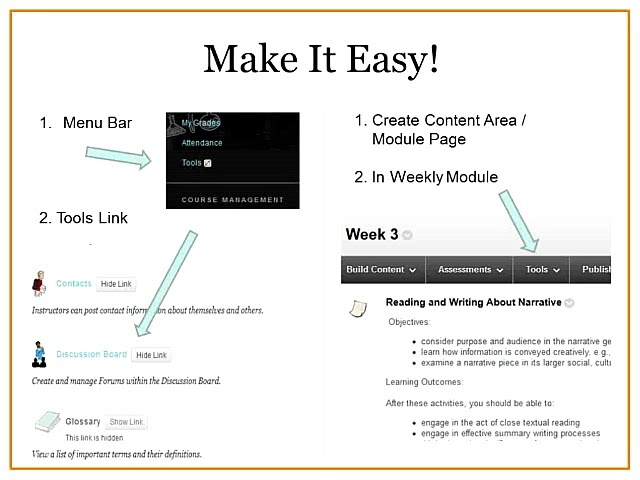 Make It Easy!
1. Menu Bar
My Grades
Attendance
Tools
COURSE MANAGEMENT
2. Tools Link
Contacts Hide Link
Instructors can post contact information about themselves and others.
Discussion Board Hide Link
Create and manage Forums within the Discussion Board.
Glossary Show Link
This link is hidden
View a list of important terms and their definitions.
1. Create Content Area /
Module Page
2. In Weekly Module
Week 3
Build Content Assessments Tools Publish
Reading and Writing About Narrative
Objectives:
• consider purpose and audience in the narrative ge
• learn how information is conveyed creatively, e.g.,
• examine a narrative piece in its larger social, cult
Learning Outcomes:
After these activities, you should be able to:
• engage in the act of close textual reading
• engage in effective summary writing processes